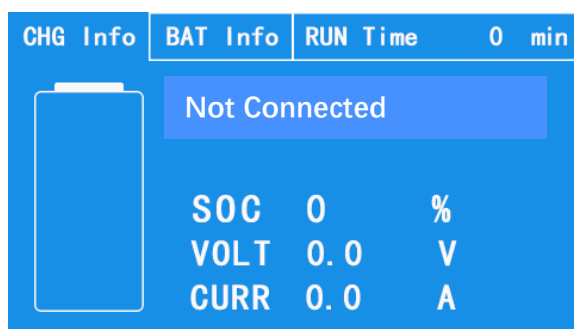 CHG Info BAT Info RUN Time 0 min
Not Connected
SOC 0 %
VOLT 0.0 V
CURR 0.0 A